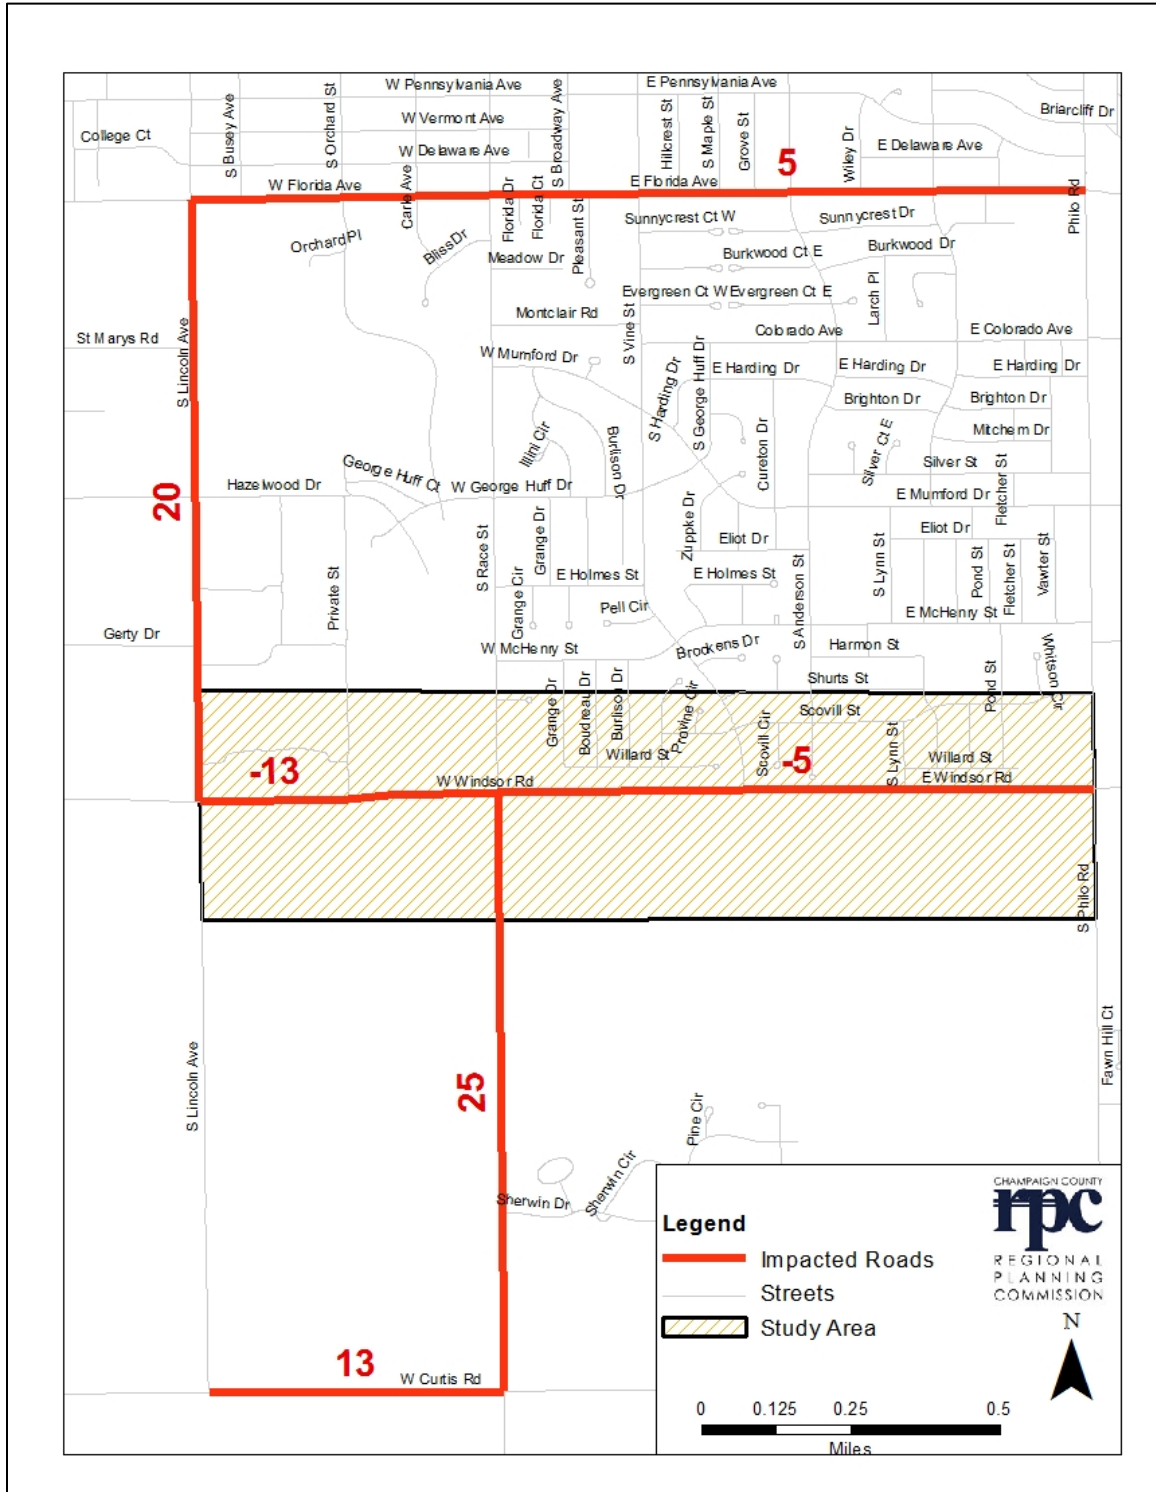 W Pennsylvania Ave
E Pennsylvania Ave
Briarcliff Dr
College Ct
S Busey Ave
S Orchard St
W Vermont Ave
S Broadway Ave
Hillcrest St
S Maple St
Grove St
Wiley Dr
W Delaware Ave
E Delaware Ave
5
W Florida Ave
Carle Ave
Florida Dr
Florida Ct
E Florida Ave
Philo Rd
Pleasant St
Sunnycrest Ct W
Sunnycrest Dr
Orchard Pl
Bliss Dr
Meadow Dr
Burkwood Ct E
Burkwood Dr
Evergreen Ct W
Evergreen Ct E
Larch Pl
Montclair Rd
S Vine St
Colorado Ave
E Colorado Ave
St Marys Rd
S Lincoln Ave
W Mumford Dr
S Harding Dr
S George Huff Dr
E Harding Dr
E Harding Dr
E Harding Dr
Brighton Dr
Brighton Dr
Mitchem Dr
Illini Cir
Burlison Dr
Cureton Dr
Silver Ct E
Silver St
Fletcher St
George Huff Ct
Hazelwood Dr
W George Huff Dr
E Mumford Dr
20
Zuppke Dr
Grange Dr
S Race St
Eliot Dr
Eliot Dr
S Lynn St
Pond St
Fletcher St
Vawter St
Private St
Grange Cir
E Holmes St
E Holmes St
S Anderson St
Pell Cir
E McHenry St
Gerty Dr
W McHenry St
Brockens Dr
Harmon St
Whitson Cir
Shurts St
Pond St
Grange Dr
Boudreau Dr
Burlison Dr
Provine Cir
Scovill Cir
Scovill St
S Lynn St
Willard St
Willard St
-13
-5
W Windsor Rd
E Windsor Rd
S Philo Rd
25
S Lincoln Ave
Fawn Hill Ct
Pine Cir
Sherwin Cir
Sherwin Dr
13
W Curtis Rd
CHAMPAIGN COUNTY
rpc
REGIONAL
PLANNING
COMMISSION
Legend
Impacted Roads
Streets
Study Area
N
0 0.125 0.25 0.5
Miles